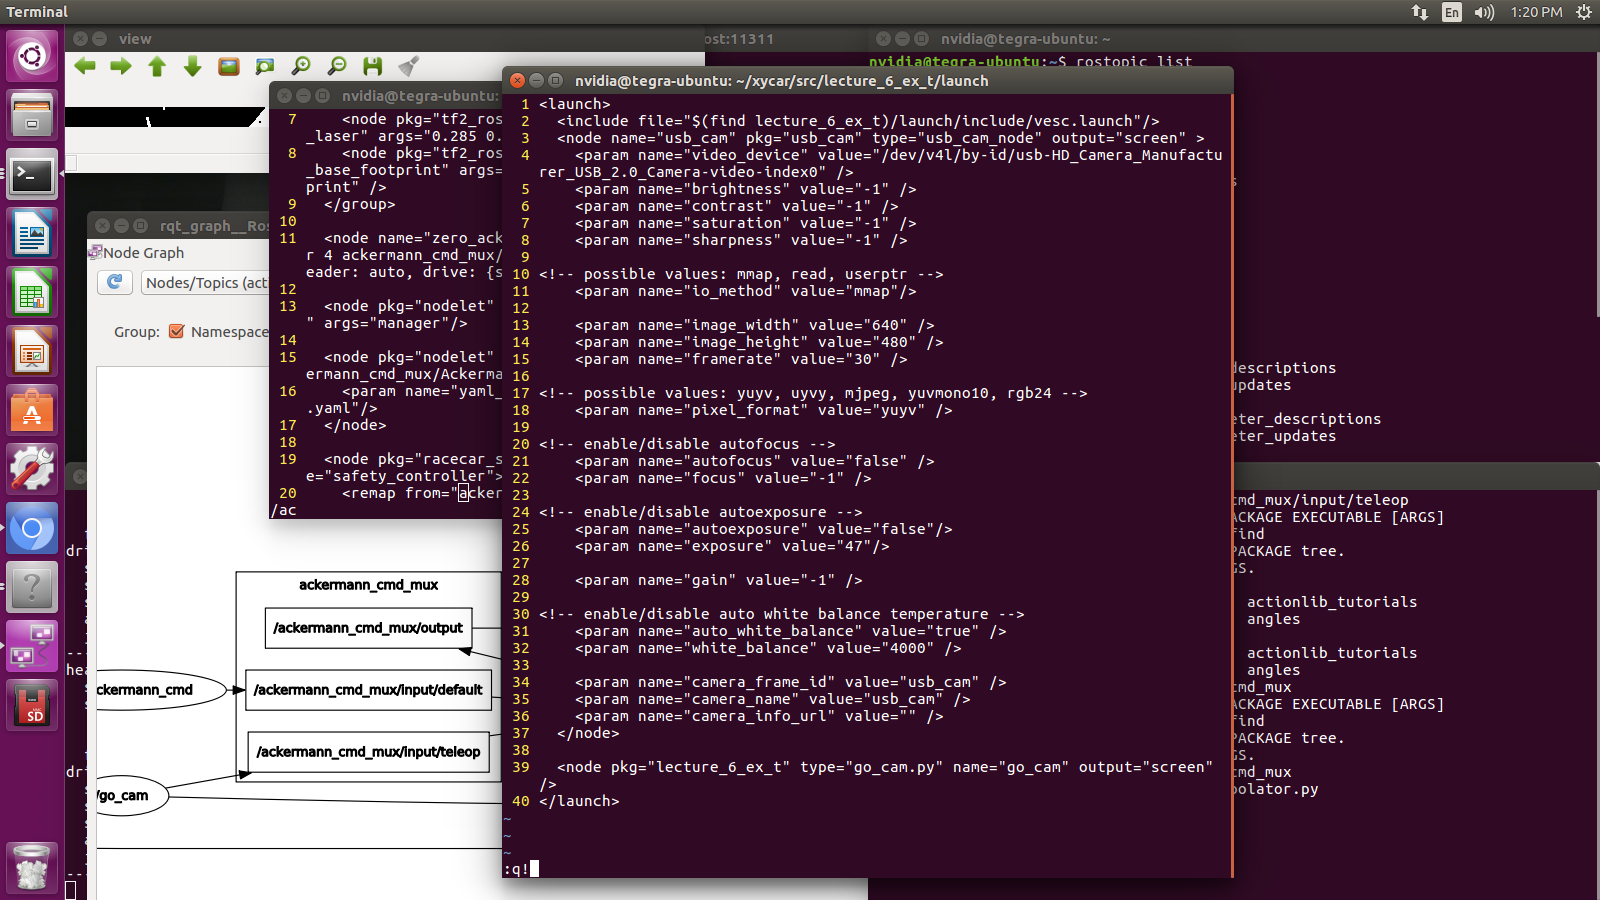 Terminal
En
1:20 PM
view
ost:11311
nvidia@tegra-ubuntu: ~
nvidia@tegra-ubuntu:~$ rostopic list
nvidia@tegra-ubuntu:
7 <node pkg="tf2_ros
_laser" args="0.285 0.
8 <node pkg="tf2_ros
_base_footprint" args=
print" />
9 </group>
10
11 <node name="zero_ack
r 4 ackermann_cmd_mux/
eader: auto, drive: {s
12
13 <node pkg="nodelet"
" args="manager"/>
14
15 <node pkg="nodelet"
ermann_cmd_mux/Ackerma
16 <param name="yaml_
.yaml"/>
17 </node>
18
19 <node pkg="racecar_s
e="safety_controller">
20 <remap from="acker
/ac
nvidia@tegra-ubuntu: ~/xycar/src/lecture_6_ex_t/launch
1 <launch>
2 <include file="$(find lecture_6_ex_t)/launch/include/vesc.launch"/>
3 <node name="usb_cam" pkg="usb_cam" type="usb_cam_node" output="screen" >
4 <param name="video_device" value="/dev/v4l/by-id/usb-HD_Camera_Manufactu
rer_USB_2.0_Camera-video-index0" />
5 <param name="brightness" value="-1" />
6 <param name="contrast" value="-1" />
7 <param name="saturation" value="-1" />
8 <param name="sharpness" value="-1" />
9
10 <!-- possible values: mmap, read, userptr -->
11 <param name="io_method" value="mmap"/>
12
13 <param name="image_width" value="640" />
14 <param name="image_height" value="480" />
15 <param name="framerate" value="30" />
16
17 <!-- possible values: yuyv, uyvy, mjpeg, yuvmono10, rgb24 -->
18 <param name="pixel_format" value="yuyv" />
19
20 <!-- enable/disable autofocus -->
21 <param name="autofocus" value="false" />
22 <param name="focus" value="-1" />
23
24 <!-- enable/disable autoexposure -->
25 <param name="autoexposure" value="false"/>
26 <param name="exposure" value="47"/>
27
28 <param name="gain" value="-1" />
29
30 <!-- enable/disable auto white balance temperature -->
31 <param name="auto_white_balance" value="true" />
32 <param name="white_balance" value="4000" />
33
34 <param name="camera_frame_id" value="usb_cam" />
35 <param name="camera_name" value="usb_cam" />
36 <param name="camera_info_url" value="" />
37 </node>
38
39 <node pkg="lecture_6_ex_t" type="go_cam.py" name="go_cam" output="screen"
/>
40 </launch>
~
~
~
:q!
rqt_graph__Ros
Node Graph
Nodes/Topics (acti
Group:
Namespace
ackermann_cmd_mux
/ackermann_cmd_mux/output
ckermann_cmd
/ackermann_cmd_mux/input/default
/ackermann_cmd_mux/input/teleop
/go_cam
dri
---
hea
dri
---
s
escriptions
updates
eter_descriptions
eter_updates
cmd_mux/input/teleop
ACKAGE EXECUTABLE [ARGS]
find
PACKAGE tree.
GS.
actionlib_tutorials
angles
actionlib_tutorials
angles
cmd_mux
ACKAGE EXECUTABLE [ARGS]
find
PACKAGE tree.
GS.
cmd_mux
polator.py
SD